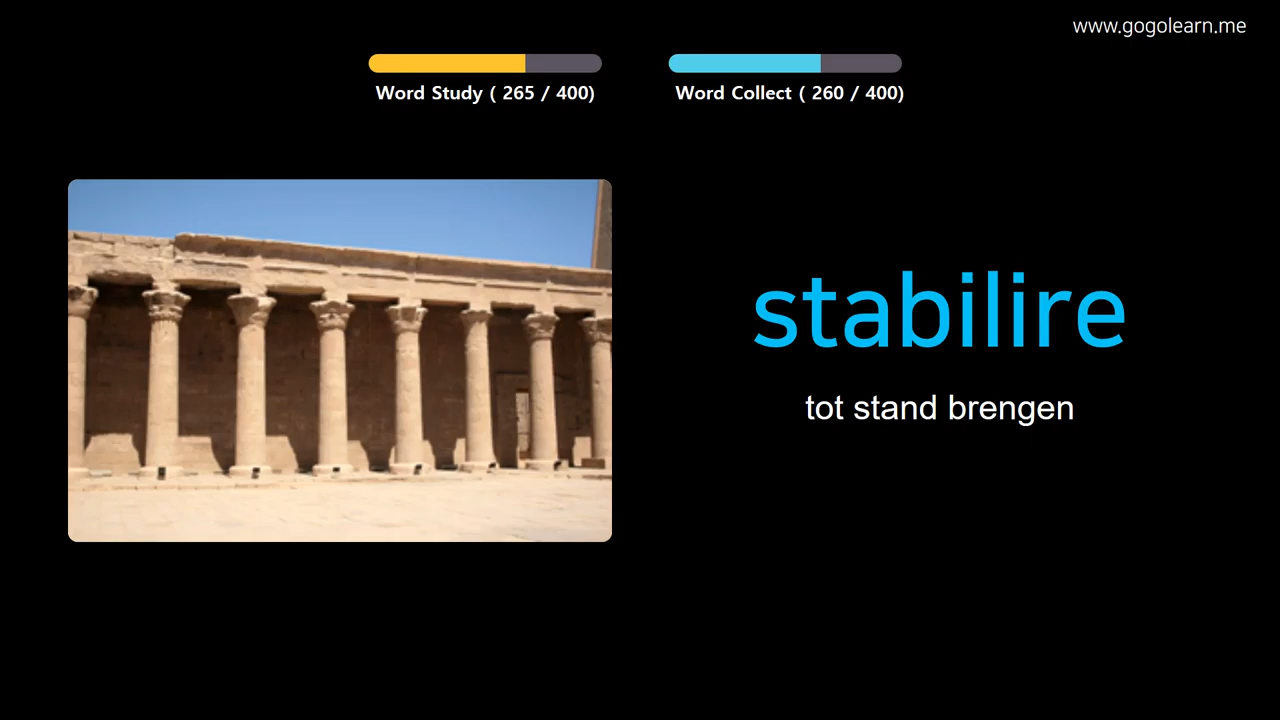 www.gogolearn.me
Word Study ( 265 / 400)
Word Collect ( 260 / 400)
stabilire
tot stand brengen